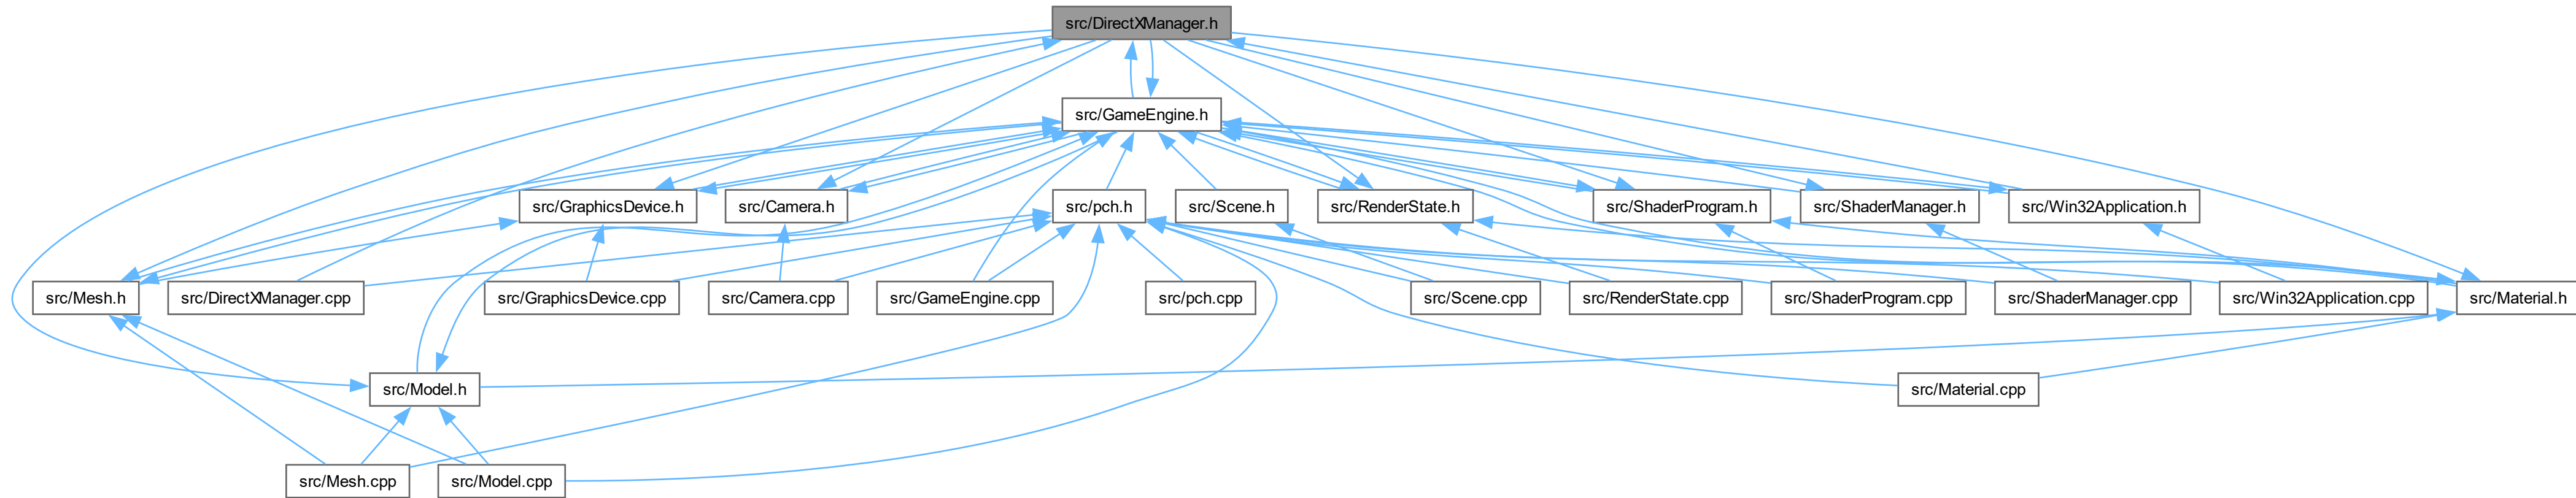 src/DirectXManager.h
src/GameEngine.h
src/GraphicsDevice.h
src/Camera.h
src/pch.h
src/Scene.h
src/RenderState.h
src/ShaderProgram.h
src/ShaderManager.h
src/Win32Application.h
src/Mesh.h
src/DirectXManager.cpp
src/GraphicsDevice.cpp
src/Camera.cpp
src/GameEngine.cpp
src/pch.cpp
src/Scene.cpp
src/RenderState.cpp
src/ShaderProgram.cpp
src/ShaderManager.cpp
src/Win32Application.cpp
src/Material.h
src/Model.h
src/Material.cpp
src/Mesh.cpp
src/Model.cpp